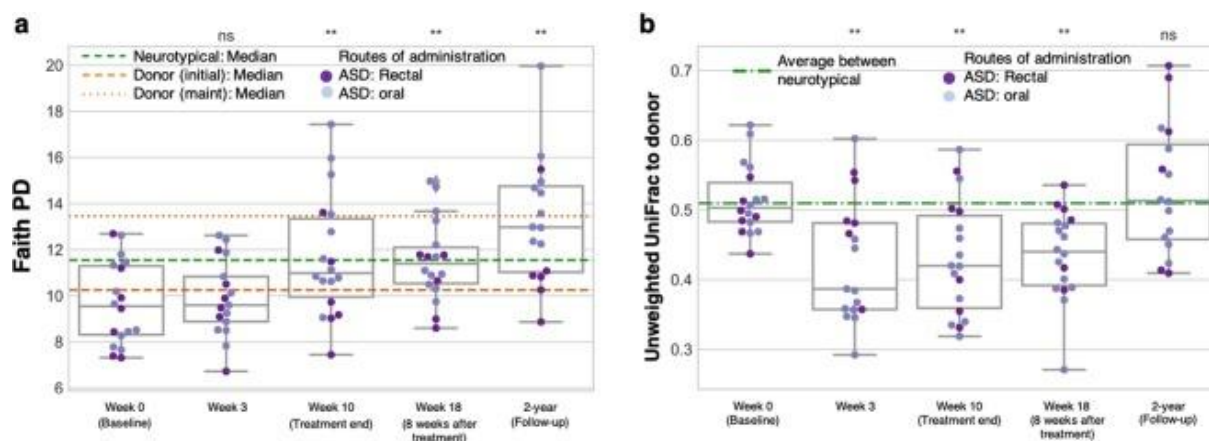 a
ns
**
**
**
Neurotypical: Median
Donor (initial): Median
Donor (maint): Median
Routes of administration
ASD: Rectal
ASD: oral
Faith PD
20
18
16
14
12
10
8
6
Week 0
(Baseline)
Week 3
Week 10
(Treatment end)
Week 18
(8 weeks after
treatment)
2-year
(Follow-up)
b
**
**
**
ns
Average between
neurotypical
Routes of administration
ASD: Rectal
ASD: oral
Unweighted UniFrac to donor
0.7
0.6
0.5
0.4
0.3
Week 0
(Baseline)
Week 3
Week 10
(Treatment end)
Week 18
(8 weeks after
treatment)
2-year
(Follow-up)